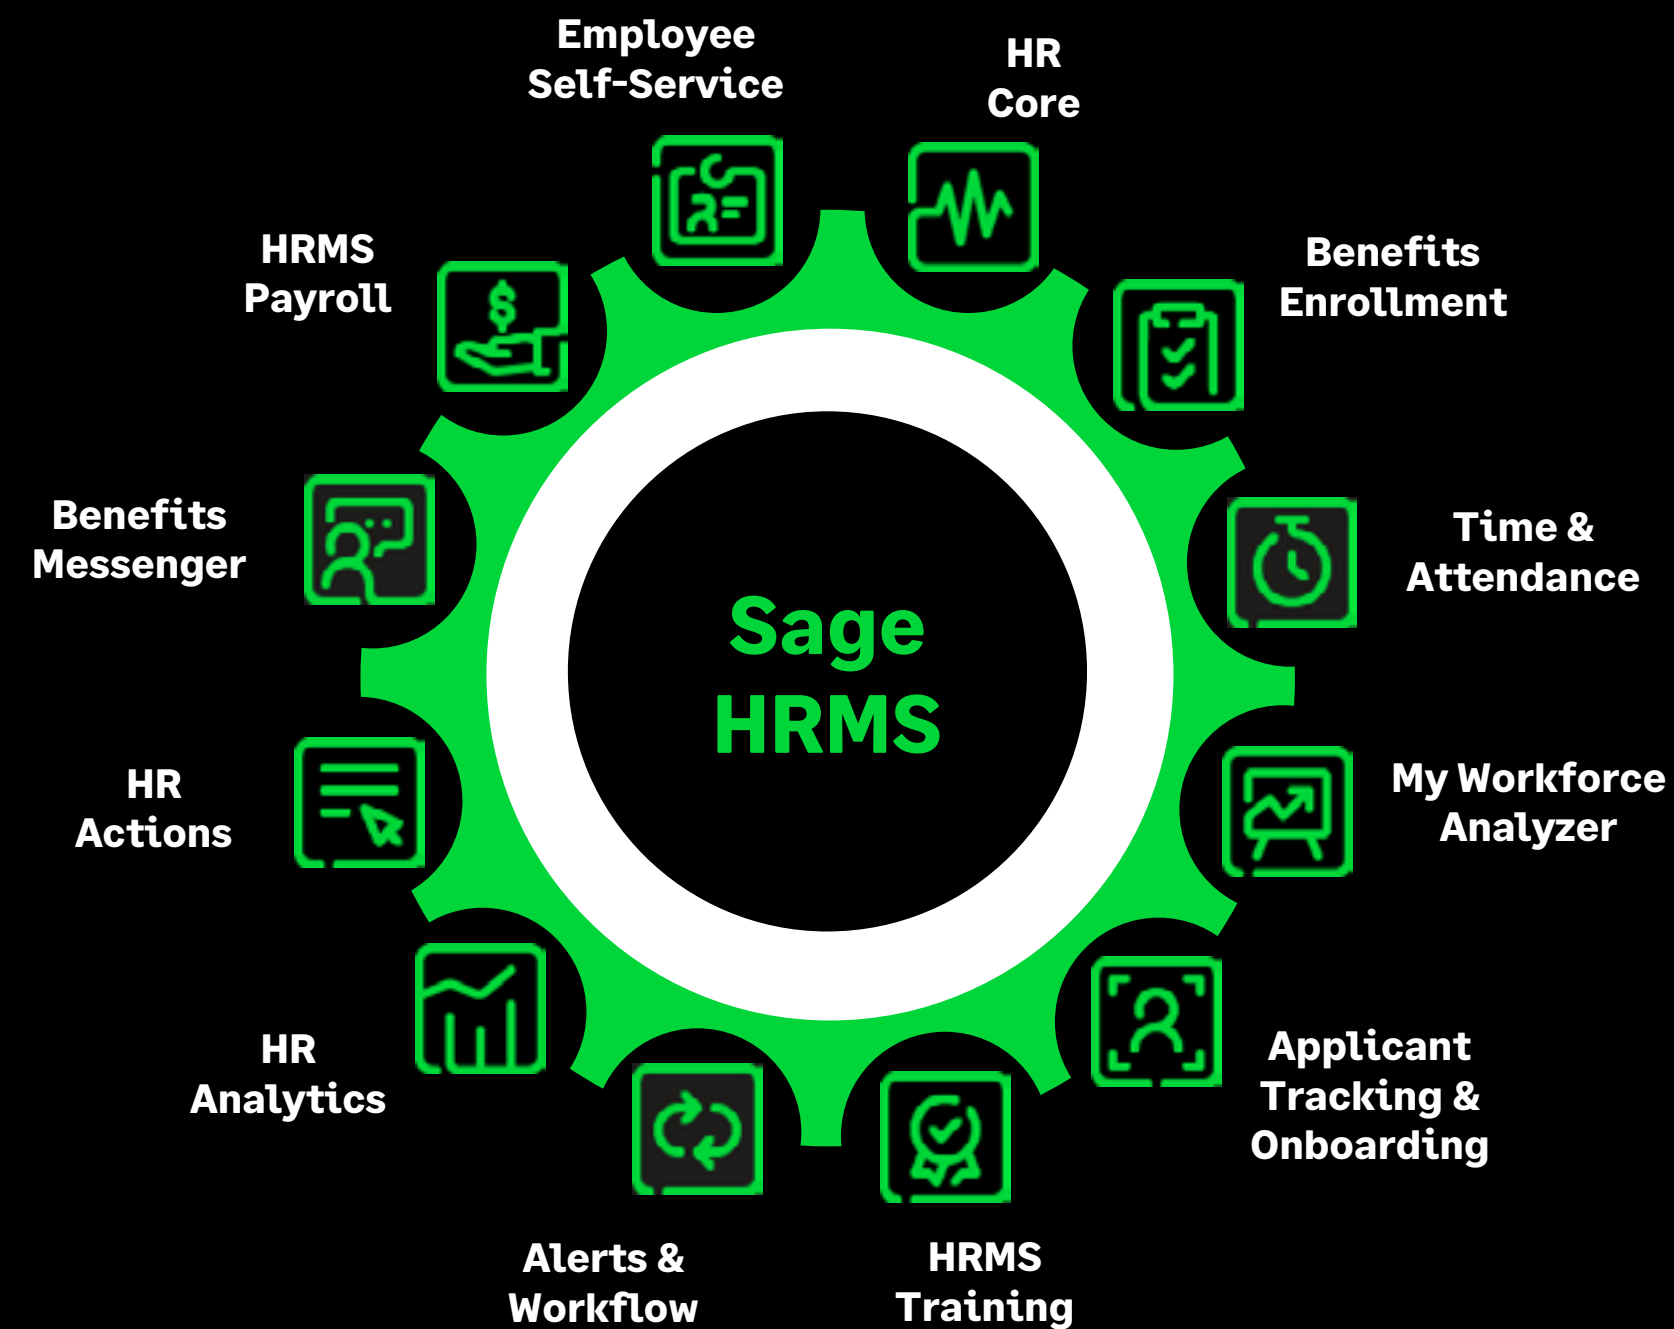 Employee
Self-Service
HR
Core
Benefits
Enrollment
Time &
Attendance
My Workforce
Analyzer
Applicant
Tracking &
Onboarding
HRMS
Training
Alerts &
Workflow
HR
Analytics
HR
Actions
Benefits
Messenger
HRMS
Payroll
$
Sage
HRMS